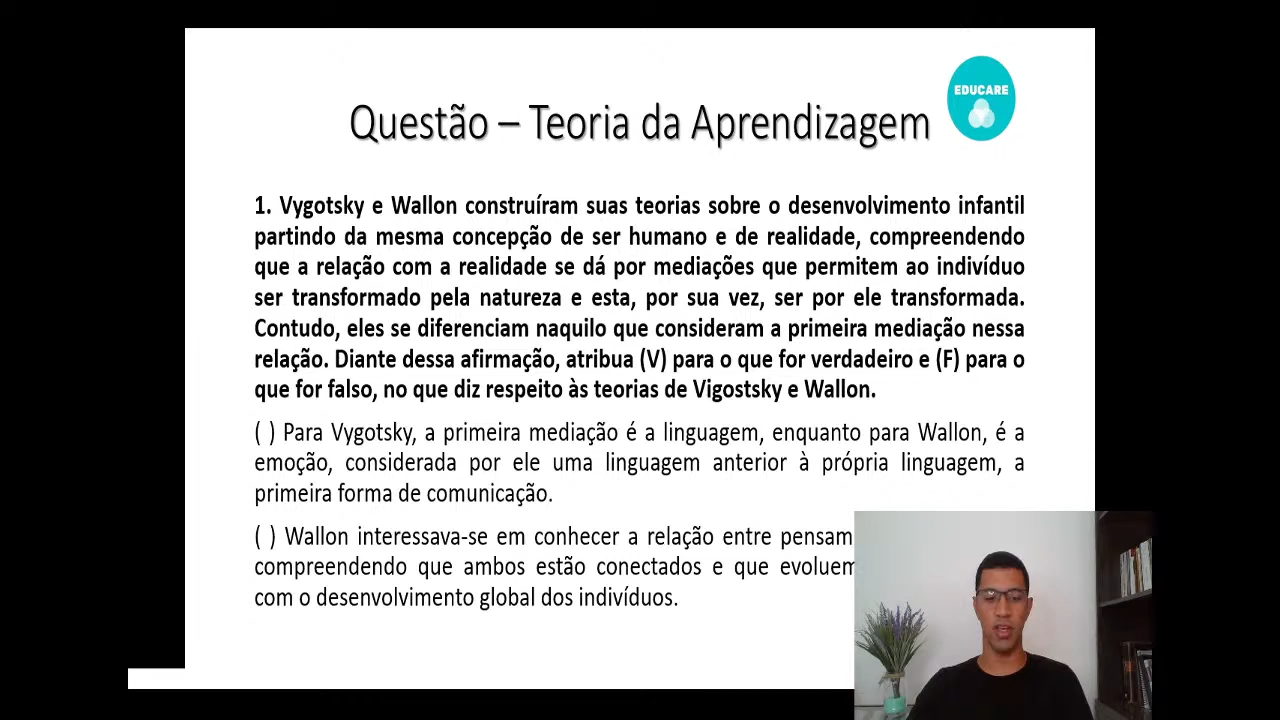 EDUCARE
Questão – Teoria da Aprendizagem
1. Vygotsky e Wallon construíram suas teorias sobre o desenvolvimento infantil
partindo da mesma concepção de ser humano e de realidade, compreendendo
que a relação com a realidade se dá por mediações que permitem ao indivíduo
ser transformado pela natureza e esta, por sua vez, ser por ele transformada.
Contudo, eles se diferenciam naquilo que consideram a primeira mediação nessa
relação. Diante dessa afirmação, atribua (V) para o que for verdadeiro e (F) para o
que for falso, no que diz respeito às teorias de Vigostsky e Wallon.
( ) Para Vygotsky, a primeira mediação é a linguagem, enquanto para Wallon, é a
emoção, considerada por ele uma linguagem anterior à própria linguagem, a
primeira forma de comunicação.
( ) Wallon interessava-se em conhecer a relação entre pensam
compreendendo que ambos estão conectados e que evoluem
com o desenvolvimento global dos indivíduos.